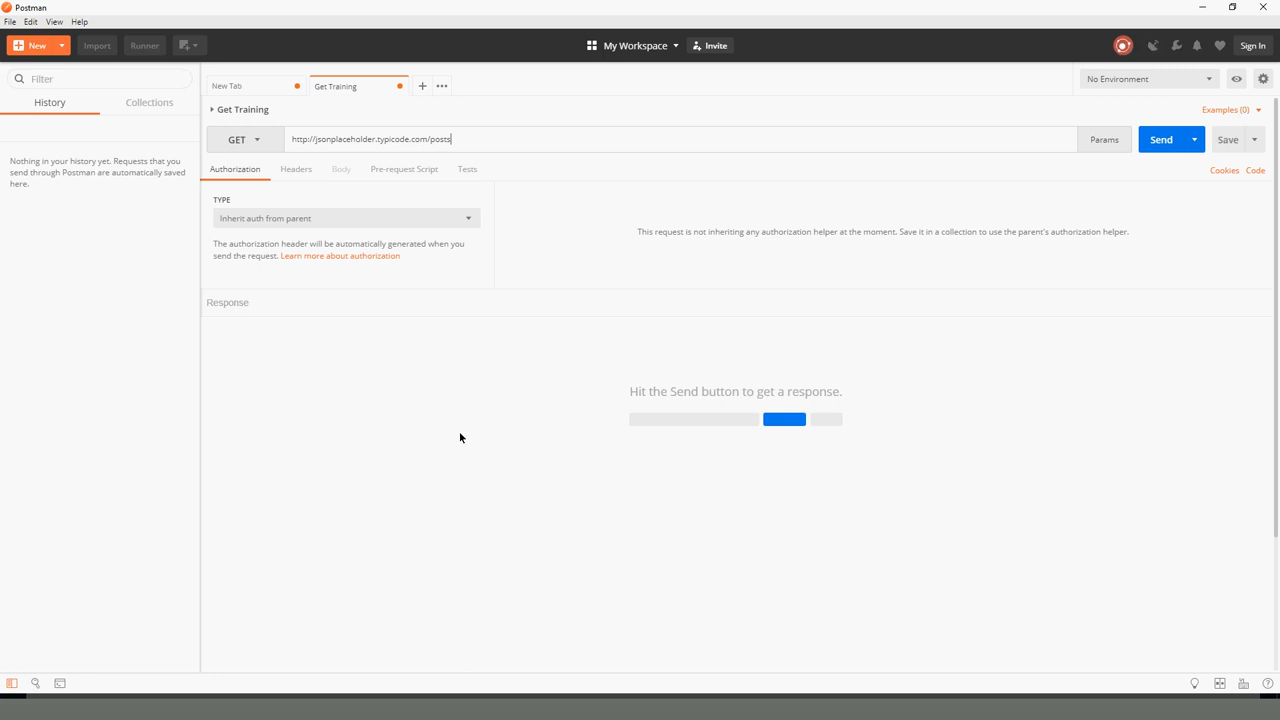 Postman
File Edit View Help
New Import Runner My Workspace Invite Sign In
Filter
History Collections
Nothing in your history yet. Requests that you
send through Postman are automatically saved
here.
New Tab Get Training No Environment
Get Training Examples (0)
GET http://jsonplaceholder.typicode.com/posts Params Send Save
Authorization Headers Body Pre-request Script Tests Cookies Code
TYPE
Inherit auth from parent
The authorization header will be automatically generated when you
send the request. Learn more about authorization
This request is not inheriting any authorization helper at the moment. Save it in a collection to use the parent's authorization helper.
Response
Hit the Send button to get a response.